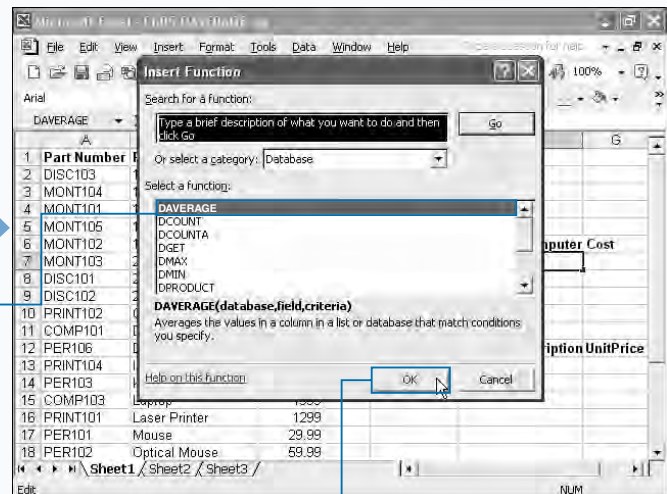 Microsoft Excel - Ch05 DAVERAGE
File Edit View Insert Format Tools Data Window Help
Insert Function
100%
Arial
Search for a function:
DAVERAGE
Type a brief description of what you want to do and then
click Go
Go
A G
Or select a category: Database
1 Part Number
2 DISC103
Select a function:
3 MONT104
DAVERAGE
4 MONT101
DCOUNT
5 MONT105
DCOUNTA
6 MONT102
DGET
puter Cost
7 MONT103
DMAX
8 DISC101
DMIN
9 DISC102
DPRODUCT
10 PRINT102
DAVERAGE(database,field,criteria)
11 COMP101
Averages the values in a column in a list or database that match conditions
you specify.
12 PER106
ription UnitPrice
13 PRINT104
14 PER103
Help on this function
OK
Cancel
15 COMP103
16 PRINT101 Laser Printer 1299
17 PER101 Mouse 29.99
18 PER102 Optical Mouse 59.99
Sheet1 / Sheet2 / Sheet3 /
Edit NUM